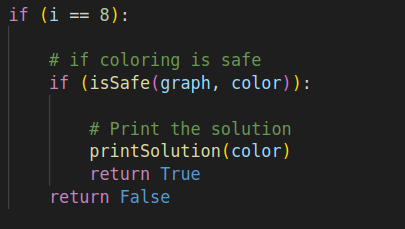 if (i == 8):
# if coloring is safe
if (isSafe(graph, color)):
# Print the solution
printSolution(color)
return True
return False